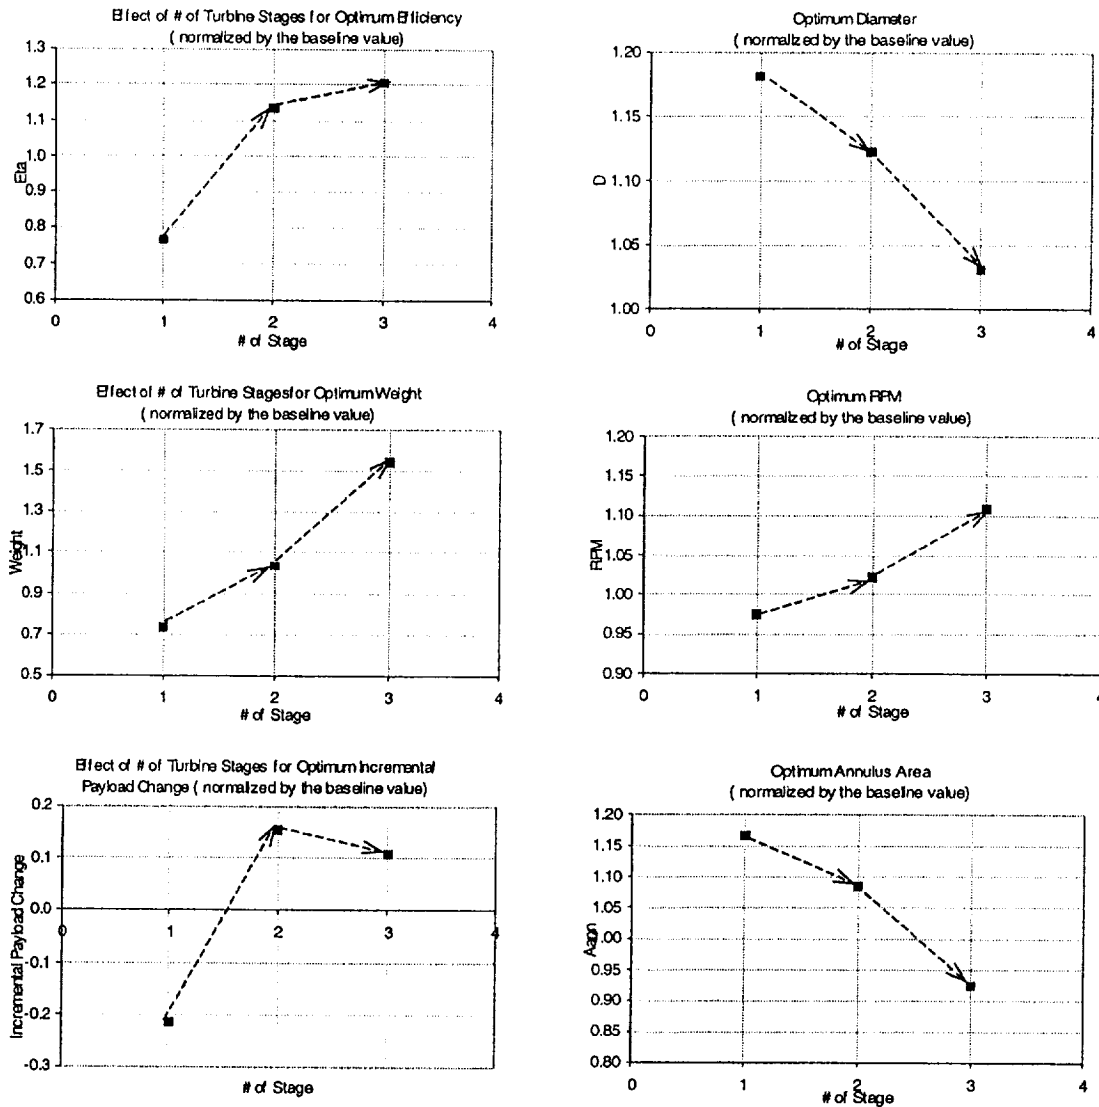 Effect of # of Turbine Stages for Optimum Efficiency
( normalized by the baseline value)
1.3
1.2
1.1
1.0
0.9
0.8
0.7
0.6
Eta
0 1 2 3 4
# of Stage
Optimum Diameter
( normalized by the baseline value)
1.20
1.15
1.10
1.05
1.00
D
0 1 2 3 4
# of Stage
Effect of # of Turbine Stages for Optimum Weight
( normalized by the baseline value)
1.7
1.5
1.3
1.1
0.9
0.7
0.5
Weight
0 1 2 3 4
# of Stage
Optimum RPM
( normalized by the baseline value)
1.20
1.15
1.10
1.05
1.00
0.95
0.90
RPM
0 1 2 3 4
# of Stage
Effect of # of Turbine Stages for Optimum Incremental
Payload Change ( normalized by the baseline value)
0.2
0.1
0.0
-0.1
-0.2
-0.3
Incremental Payload Change
0 1 2 3 4
# of Stage
Optimum Annulus Area
( normalized by the baseline value)
1.20
1.15
1.10
1.05
1.00
0.95
0.90
0.85
0.80
0 1 2 3 4
# of Stage